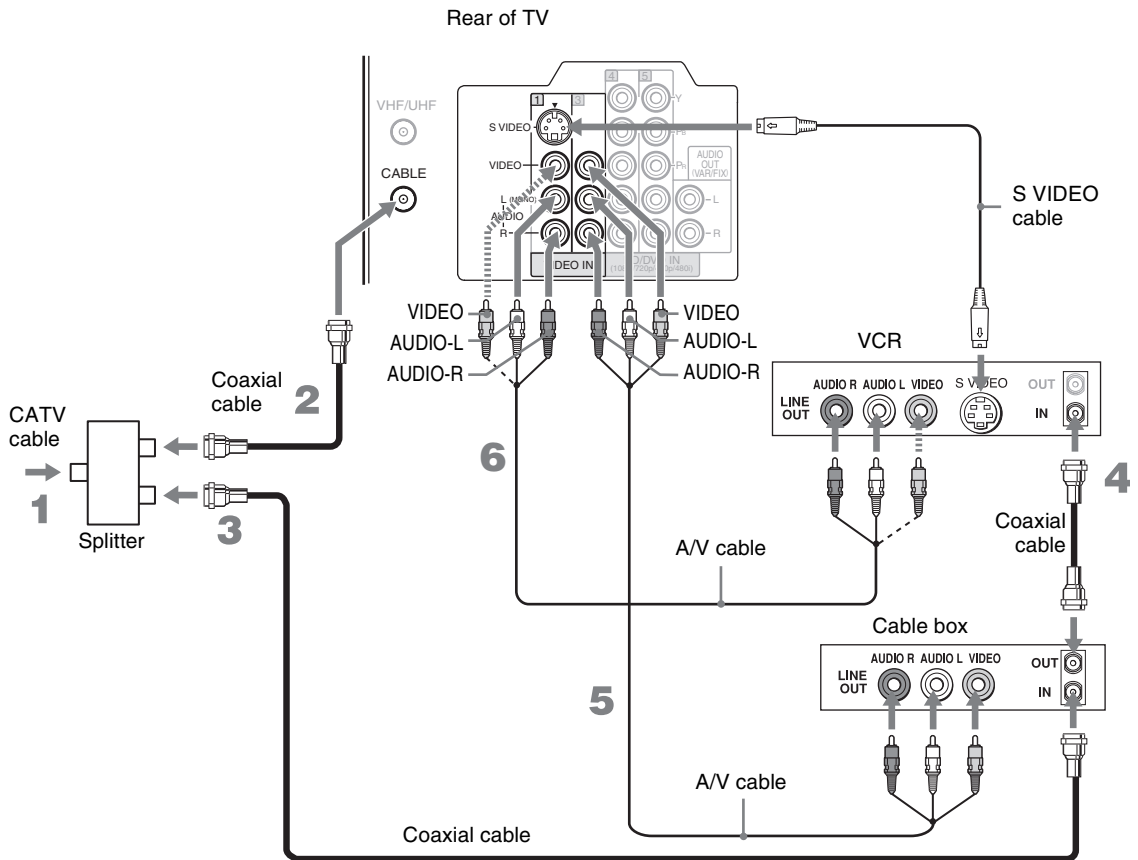 Rear of TV
4 5
1 3
VHF/UHF
Y
S VIDEO
PB
CABLE
VIDEO
PR
AUDIO
OUT
(VAR/FIX)
L (MONO)
AUDIO
R
L
R
VIDEO IN
S VIDEO
cable
VIDEO
AUDIO-L
AUDIO-R
VIDEO
AUDIO-L
AUDIO-R
VCR
LINE
OUT
AUDIO R AUDIO L VIDEO S VIDEO
OUT
IN
Coaxial
cable
2
CATV
cable
1
Splitter
3
6
4
Coaxial
cable
A/V cable
Cable box
LINE
OUT
AUDIO R AUDIO L VIDEO
OUT
IN
5
A/V cable
Coaxial cable